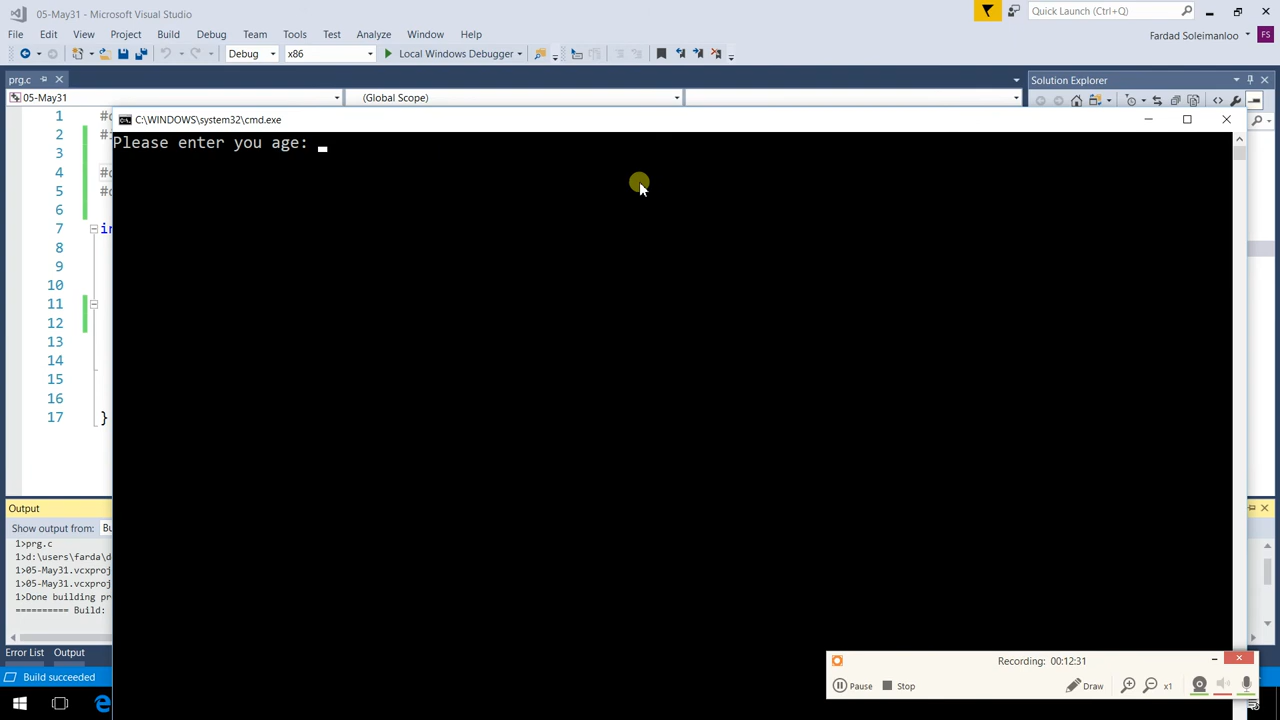 05-May31 - Microsoft Visual Studio
Quick Launch (Ctrl+Q)
File Edit View Project Build Debug Team Tools Test Analyze Window Help
Fardad Soleimanloo FS
Debug x86 Local Windows Debugger
prg.c
Solution Explorer
05-May31 (Global Scope)
1
2
3
4
5
6
7
8
9
10
11
12
13
14
15
16
17 }
C:\WINDOWS\system32\cmd.exe
Please enter you age:
Output
Show output from:
1>prg.c
1>d:\users\farda\d
1>05-May31.vcxproj
1>05-May31.vcxproj
1>Done building pr
========== Build:
Error List Output
Build succeeded
Recording: 00:12:31
Pause Stop Draw x1